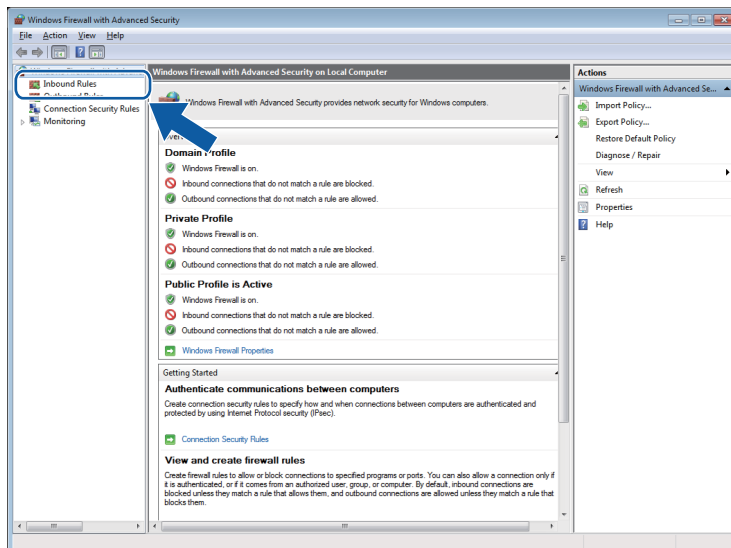 Windows Firewall with Advanced Security
File Action View Help
Inbound Rules
Outbound Rules
Connection Security Rules
Monitoring
Windows Firewall with Advanced Security on Local Computer
Windows Firewall with Advanced Security provides network security for Windows computers.
Domain Profile
Windows Firewall is on.
Inbound connections that do not match a rule are blocked.
Outbound connections that do not match a rule are allowed.
Private Profile
Windows Firewall is on.
Inbound connections that do not match a rule are blocked.
Outbound connections that do not match a rule are allowed.
Public Profile is Active
Windows Firewall is on.
Inbound connections that do not match a rule are blocked.
Outbound connections that do not match a rule are allowed.
Windows Firewall Properties
Getting Started
Authenticate communications between computers
Create connection security rules to specify how and when connections between computers are authenticated and
protected by using Internet Protocol security (IPsec).
Connection Security Rules
View and create firewall rules
Create firewall rules to allow or block connections to specified programs or ports. You can also allow a connection only if
it is authenticated, or if it comes from an authorized user, group, or computer. By default, inbound connections are
blocked unless they match a rule that allows them, and outbound connections are allowed unless they match a rule that
blocks them.
Actions
Windows Firewall with Advanced Se...
Import Policy...
Export Policy...
Restore Default Policy
Diagnose / Repair
View
Refresh
Properties
Help